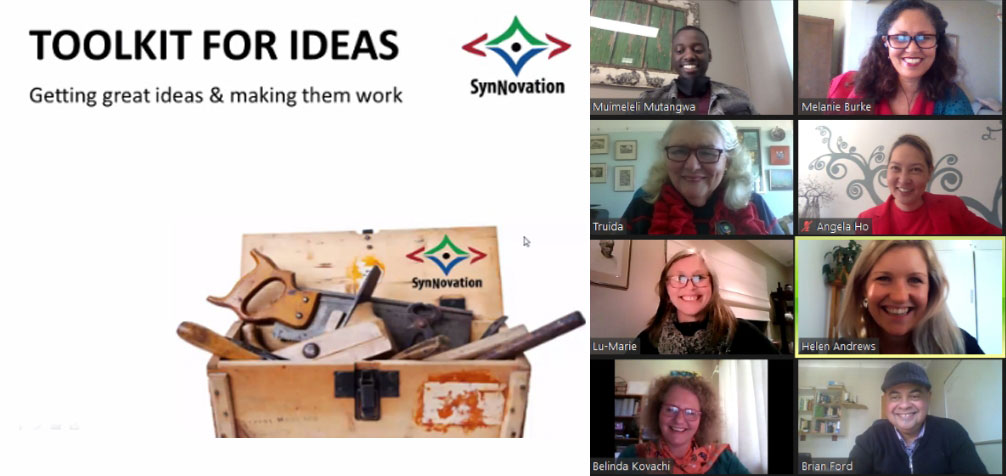 TOOLKIT FOR IDEAS
Getting great ideas & making them work
SynNovation
SynNovation
Muimeleli Mutangwa
Melanie Burke
Truida
Angela Ho
Lu-Marie
Helen Andrews
Belinda Kovachi
Brian Ford